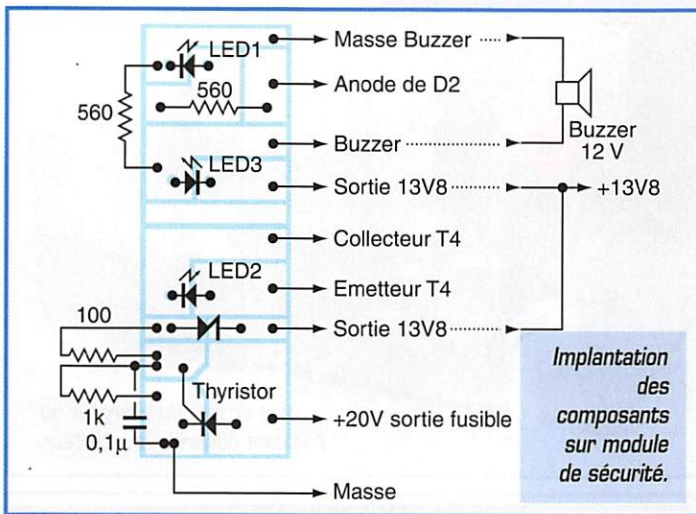 LED1
Masse Buzzer
560
560
Anode de D2
Buzzer
12 V
Buzzer
LED3
Sortie 13V8
+13V8
Collecteur T4
LED2
Emetteur T4
100
Sortie 13V8
Thyristor
+20V sortie fusible
1k
0,1µ
Masse
Implantation
des
composants
sur module
de sécurité.